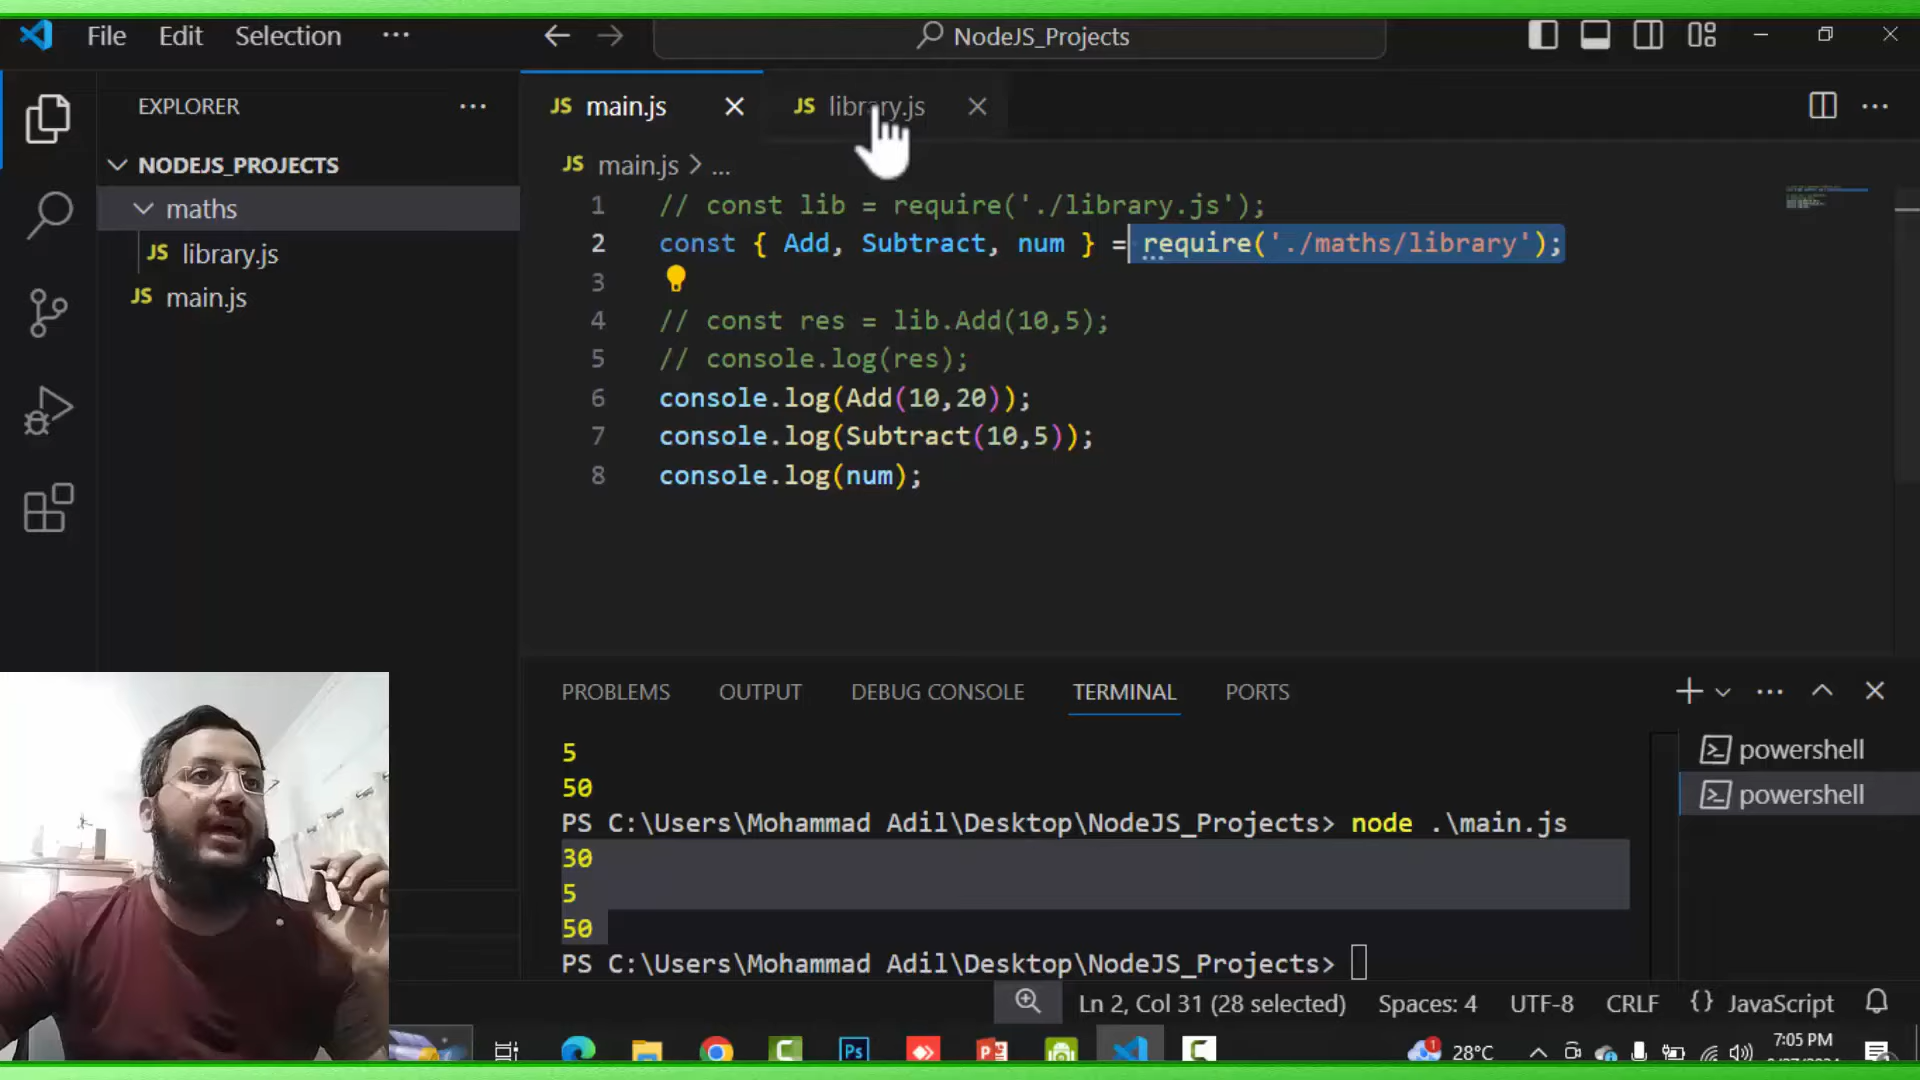 File Edit Selection ··· NodeJS_Projects
EXPLORER ···
NODEJS_PROJECTS
maths
JS library.js
JS main.js
JS main.js JS library.js
JS main.js > ...
1 // const lib = require('./library.js');
2 const { Add, Subtract, num } = require('./maths/library');
3
4 // const res = lib.Add(10,5);
5 // console.log(res);
6 console.log(Add(10,20));
7 console.log(Subtract(10,5));
8 console.log(num);
PROBLEMS OUTPUT DEBUG CONSOLE TERMINAL PORTS
5
50
PS C:\Users\Mohammad Adil\Desktop\NodeJS_Projects> node .\main.js
30
5
50
PS C:\Users\Mohammad Adil\Desktop\NodeJS_Projects>
powershell
powershell
Ln 2, Col 31 (28 selected) Spaces: 4 UTF-8 CRLF {} JavaScript
Ps
1 28°C
7:05 PM